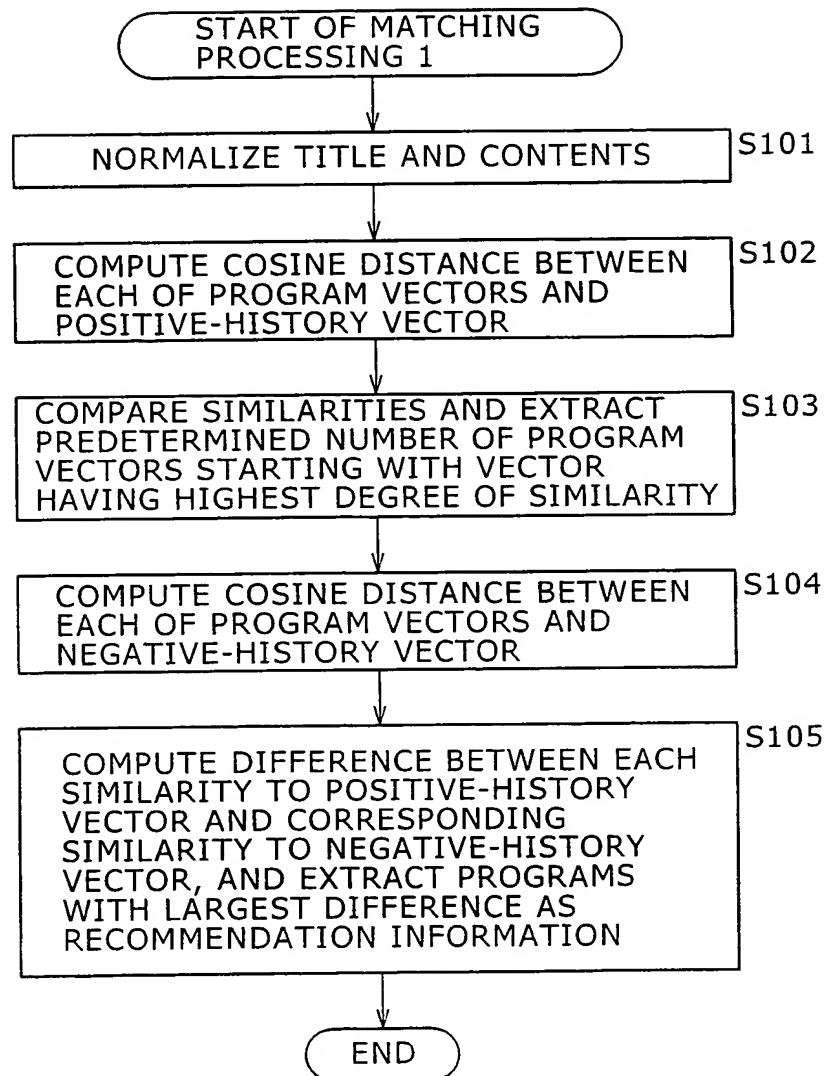 START OF MATCHING
PROCESSING 1
NORMALIZE TITLE AND CONTENTS
S101
COMPUTE COSINE DISTANCE BETWEEN
EACH OF PROGRAM VECTORS AND
POSITIVE-HISTORY VECTOR
S102
COMPARE SIMILARITIES AND EXTRACT
PREDETERMINED NUMBER OF PROGRAM
VECTORS STARTING WITH VECTOR
HAVING HIGHEST DEGREE OF SIMILARITY
S103
COMPUTE COSINE DISTANCE BETWEEN
EACH OF PROGRAM VECTORS AND
NEGATIVE-HISTORY VECTOR
S104
COMPUTE DIFFERENCE BETWEEN EACH
SIMILARITY TO POSITIVE-HISTORY
VECTOR AND CORRESPONDING
SIMILARITY TO NEGATIVE-HISTORY
VECTOR, AND EXTRACT PROGRAMS
WITH LARGEST DIFFERENCE AS
RECOMMENDATION INFORMATION
S105
END